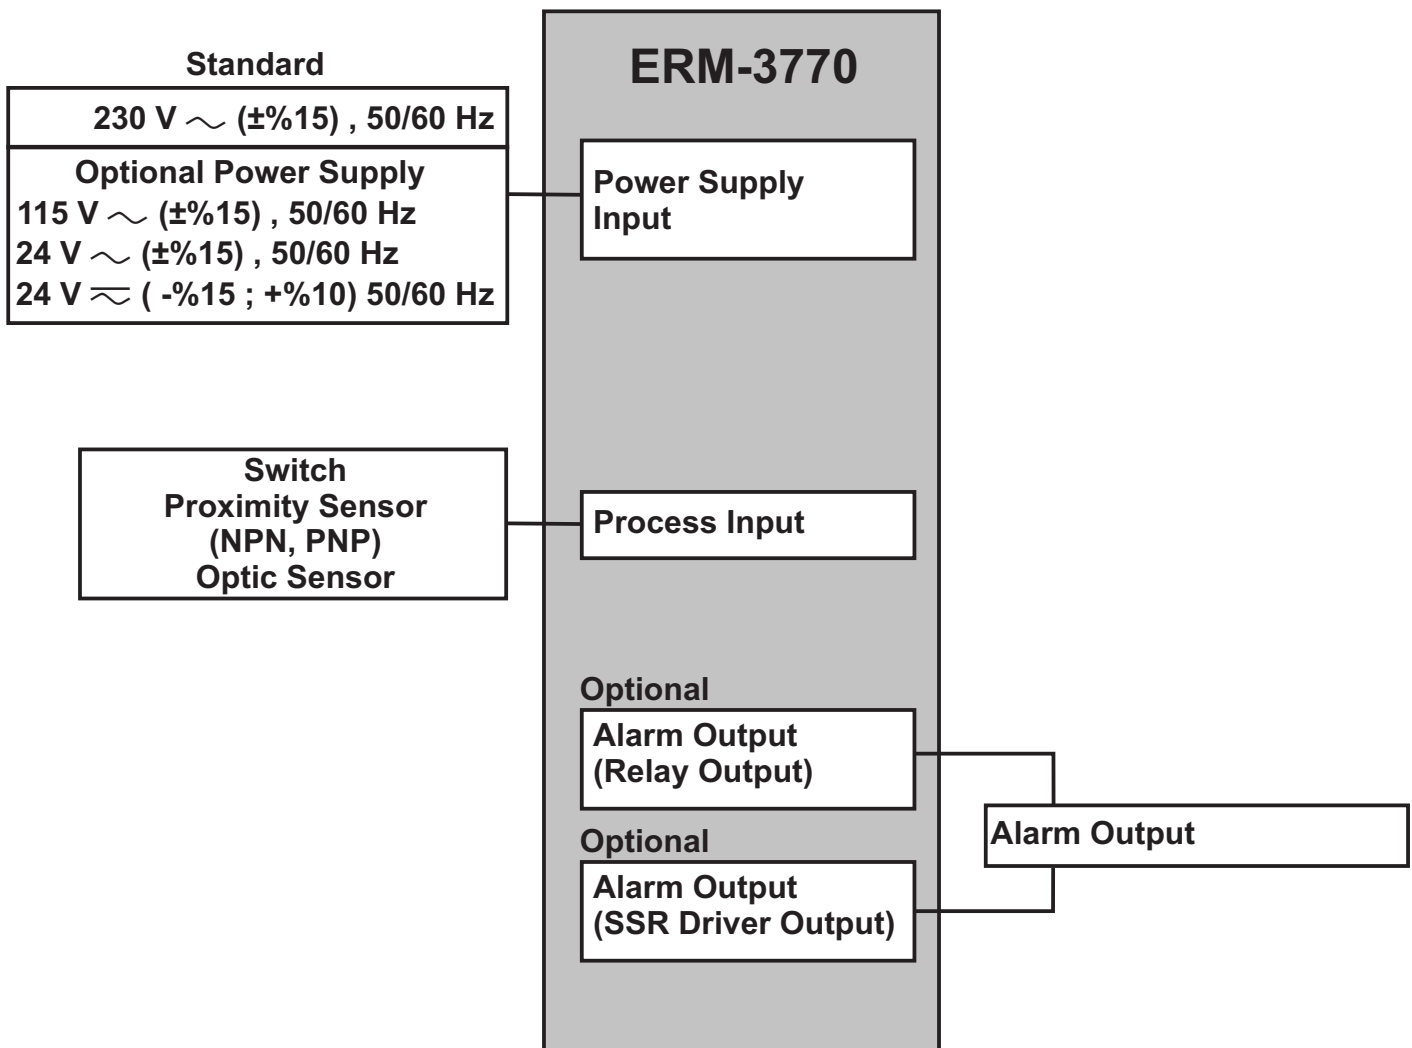 ERM-3770
Standard
230 V ∼ (±%15) , 50/60 Hz
Optional Power Supply
115 V ∼ (±%15) , 50/60 Hz
24 V ∼ (±%15) , 50/60 Hz
24 V ⏦ ( -%15 ; +%10) 50/60 Hz
Power Supply
Input
Switch
Proximity Sensor
(NPN, PNP)
Optic Sensor
Process Input
Optional
Alarm Output
(Relay Output)
Optional
Alarm Output
(SSR Driver Output)
Alarm Output